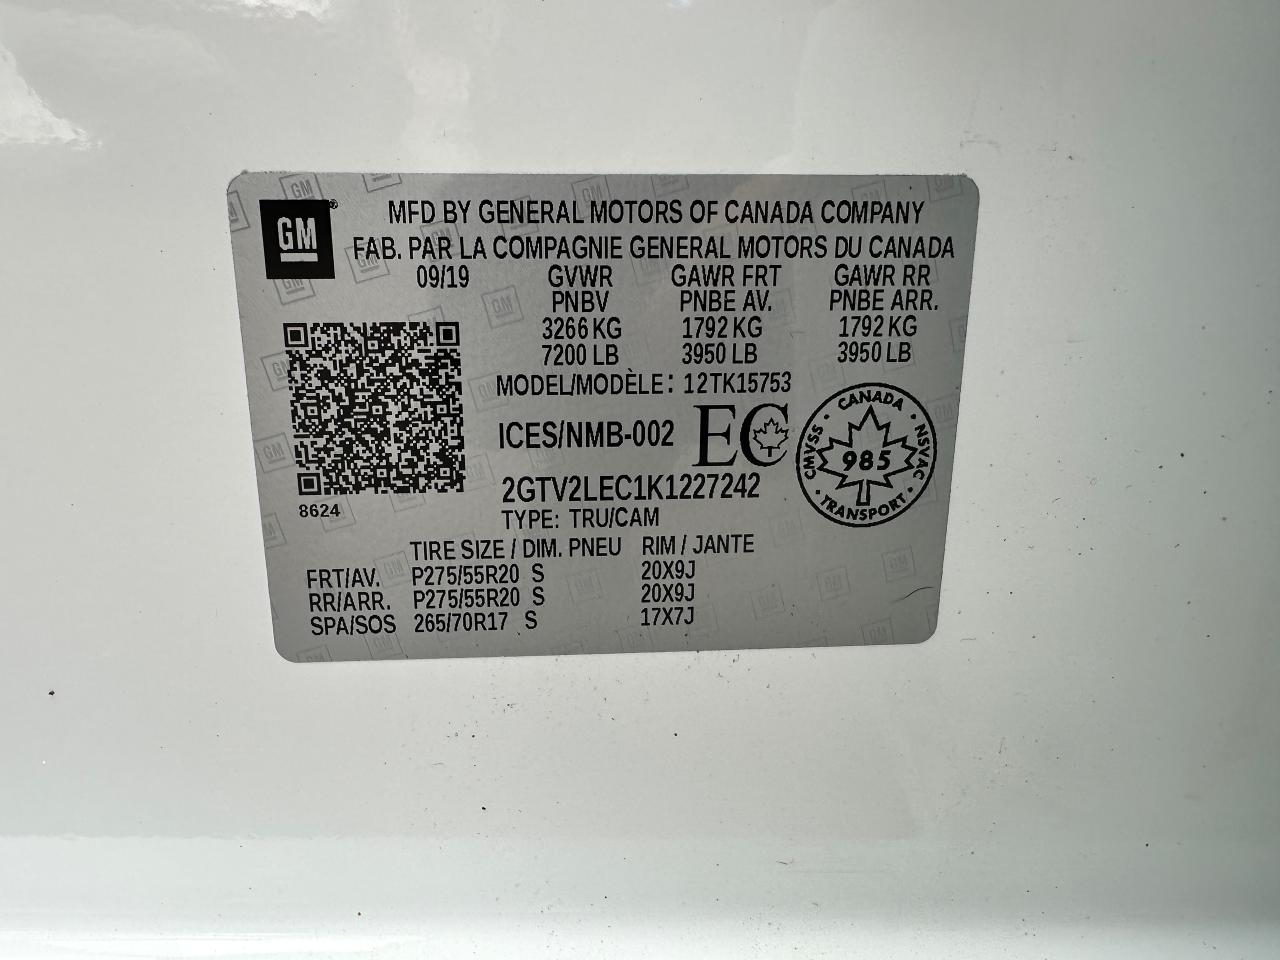 GM
MFD BY GENERAL MOTORS OF CANADA COMPANY
FAB. PAR LA COMPAGNIE GENERAL MOTORS DU CANADA
09/19 GVWR GAWR FRT GAWR RR
PNBV PNBE AV. PNBE ARR.
3266 KG 1792 KG 1792 KG
7200 LB 3950 LB 3950 LB
MODEL/MODÈLE: 12TK15753
ICES/NMB-002 EC
CANADA
CMVSS 985 NSVAC
TRANSPORT
2GTV2LEC1K1227242
8624
TYPE: TRU/CAM
TIRE SIZE / DIM. PNEU RIM / JANTE
FRT/AV. P275/55R20 S 20X9J
RR/ARR. P275/55R20 S 20X9J
SPA/SOS 265/70R17 S 17X7J